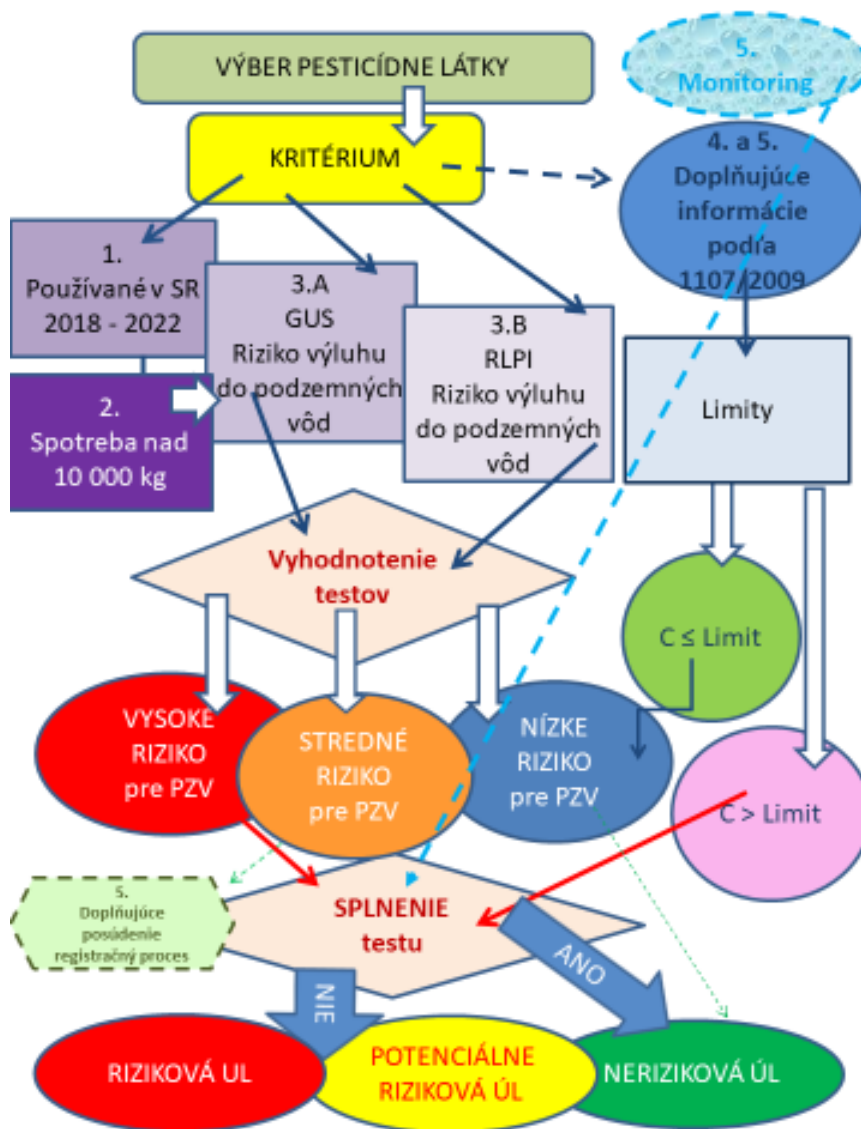 VÝBER PESTICÍDNE LÁTKY
5.
Monitoring
KRITÉRIUM
4. a 5.
Doplňujúce
informácie
podľa
1107/2009
1.
Používané v SR
2018 - 2022
2.
Spotreba nad
10 000 kg
3.A
GUS
Riziko výluhu
do podzemných
vôd
3.B
RLPI
Riziko výluhu
do podzemných
vôd
Limity
Vyhodnotenie
testov
C ≤ Limit
C > Limit
VYSOKÉ
RIZIKO
pre PZV
STREDNÉ
RIZIKO
pre PZV
NÍZKE
RIZIKO
pre PZV
5.
Doplňujúce
posúdenie
registračný proces
SPLNENIE
testu
NIE
ANO
RIZIKOVÁ UL
POTENCIÁLNE
RIZIKOVÁ ÚL
NERIZIKOVÁ ÚL